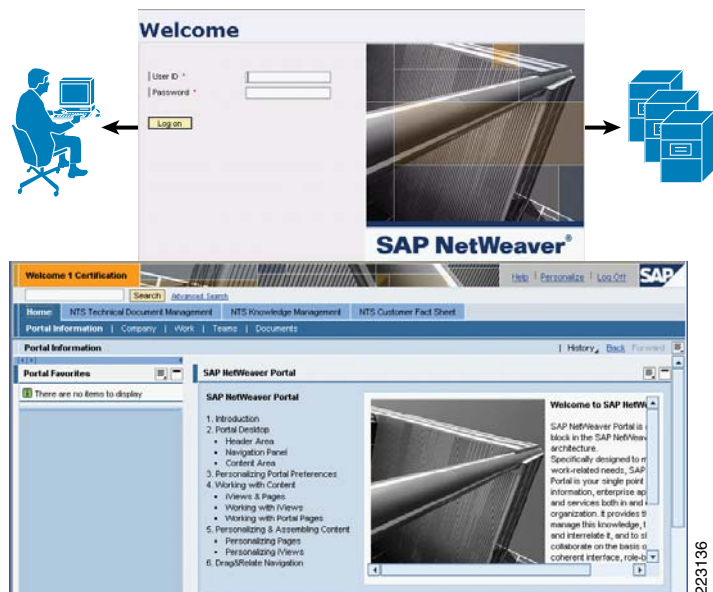 Welcome
User ID *
Password *
Log on
SAP NetWeaver®
Welcome 1 Certification
Help | Personalize | Log Off
SAP
Search Advanced Search
Home NTS Technical Document Management NTS Knowledge Management NTS Customer Fact Sheet
Portal Information | Company | Work | Teams | Documents
Portal Information
| History Back Forward
Portal Favorites
There are no items to display
SAP NetWeaver Portal
SAP NetWeaver Portal
1. Introduction
2. Portal Desktop
• Header Area
• Navigation Panel
• Content Area
3. Personalizing Portal Preferences
4. Working with Content
• iViews & Pages
• Working with iViews
• Working with Portal Pages
5. Personalizing & Assembling Content
• Personalizing Pages
• Personalizing iViews
6. Drag&Relate Navigation
Welcome to SAP NetW
SAP NetWeaver Portal is
block in the SAP NetWeav
architecture.
Specifically designed to m
work-related needs, SAP
Portal is your single point
information, enterprise ap
and services both in and
organization. It provides t
manage this knowledge, t
and interrelate it, and to s
collaborate on the basis o
coherent interface, role-b
223136